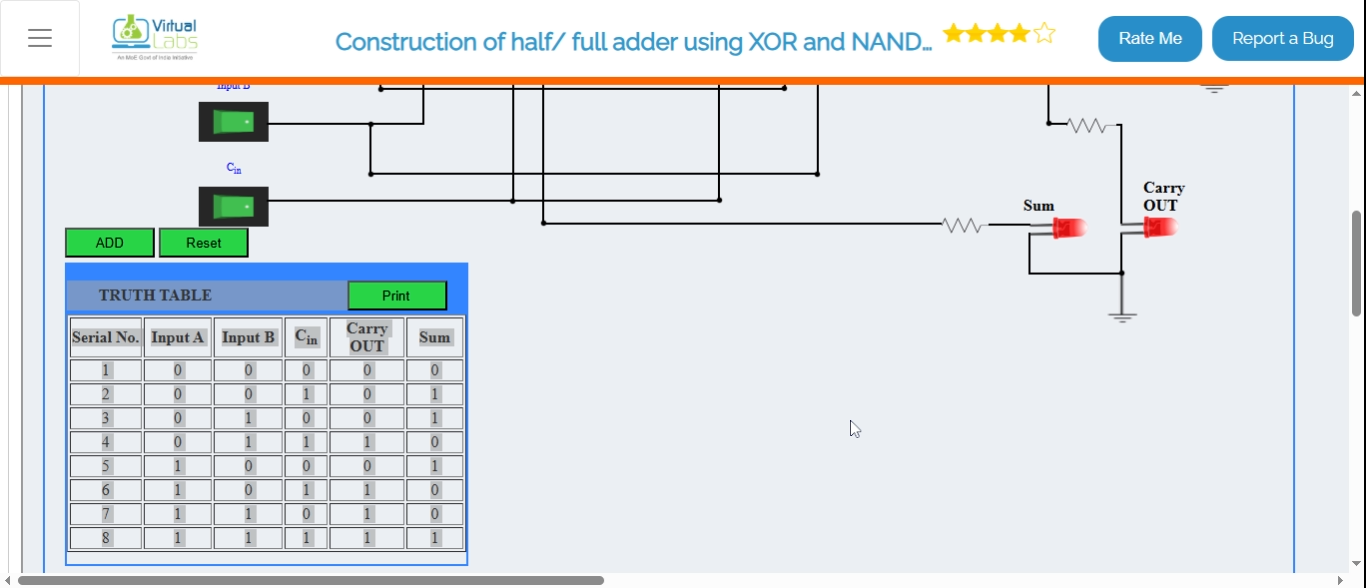 Virtual
Labs
An MoE Govt of India Initiative
Construction of half/ full adder using XOR and NAND...
Rate Me
Report a Bug
Input B
Cin
Carry
OUT
Sum
ADD
Reset
TRUTH TABLE
Print
Serial No. Input A Input B Cin Carry OUT Sum
1 0 0 0 0 0
2 0 0 1 0 1
3 0 1 0 0 1
4 0 1 1 1 0
5 1 0 0 0 1
6 1 0 1 1 0
7 1 1 0 1 0
8 1 1 1 1 1